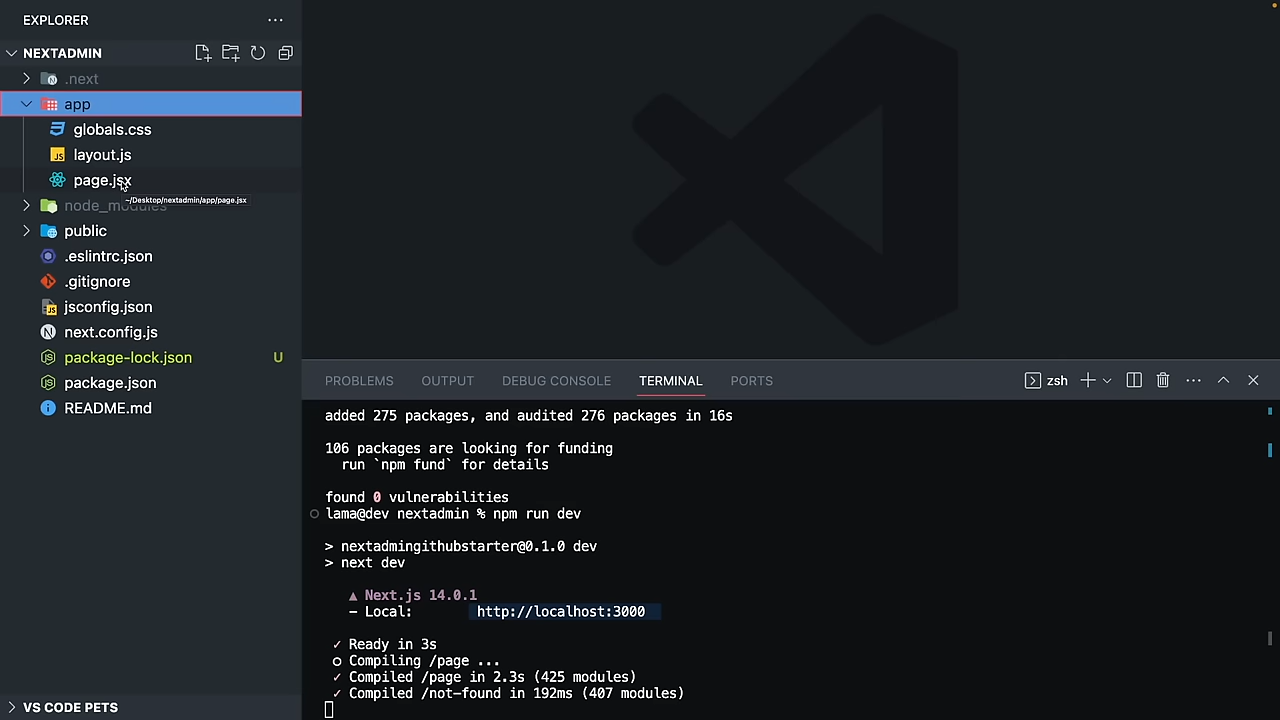 EXPLORER
NEXTADMIN
.next
app
globals.css
layout.js
page.jsx
~/Desktop/nextadmin/app/page.jsx
node_modules
public
.eslintrc.json
.gitignore
jsconfig.json
next.config.js
package-lock.json U
package.json
README.md
VS CODE PETS
PROBLEMS OUTPUT DEBUG CONSOLE TERMINAL PORTS zsh
added 275 packages, and audited 276 packages in 16s
106 packages are looking for funding
run `npm fund` for details
found 0 vulnerabilities
lama@dev nextadmin % npm run dev
> nextadmingithubstarter@0.1.0 dev
> next dev
▲ Next.js 14.0.1
- Local: http://localhost:3000
✓ Ready in 3s
○ Compiling /page ...
✓ Compiled /page in 2.3s (425 modules)
✓ Compiled /not-found in 192ms (407 modules)